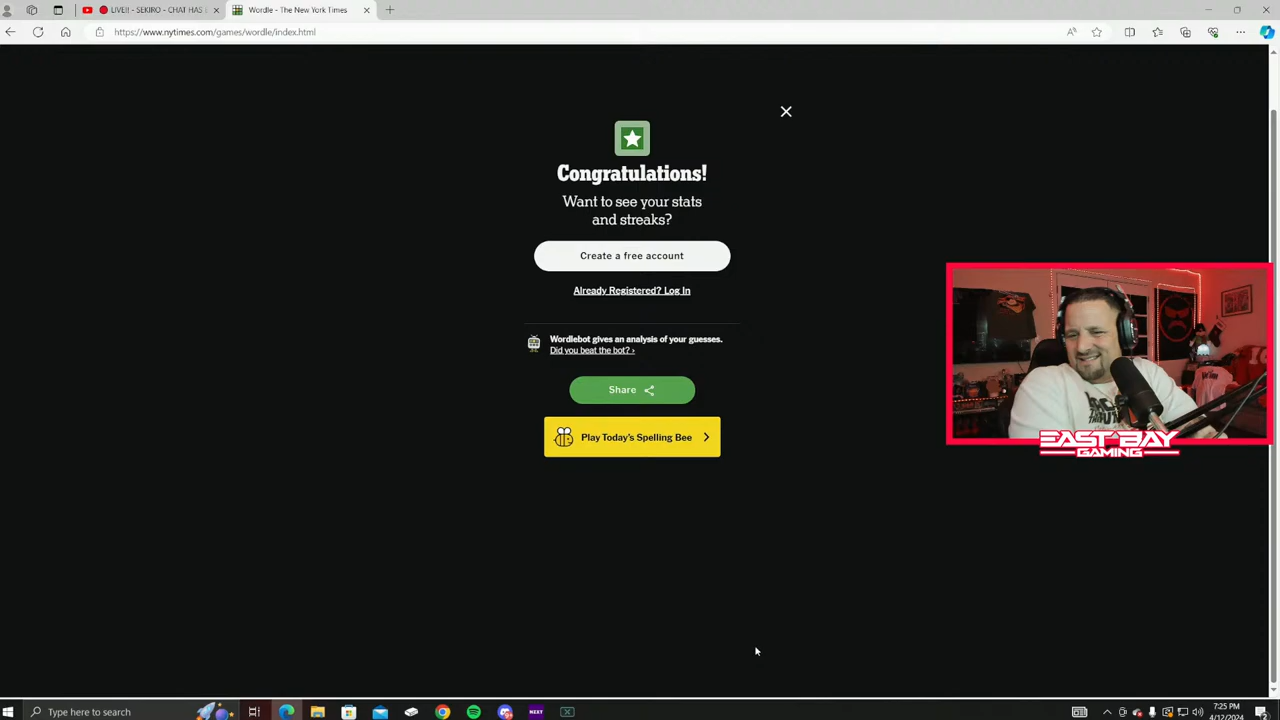 LIVE!! - SEKIRO - CHAT HAS
Wordle - The New York Times
https://www.nytimes.com/games/wordle/index.html
Congratulations!
Want to see your stats
and streaks?
Create a free account
Already Registered? Log In
Wordlebot gives an analysis of your guesses.
Did you beat the bot? ›
Share
Play Today's Spelling Bee
EAST BAY
GAMING
Type here to search
NZXT
7:25 PM
4/12/2024